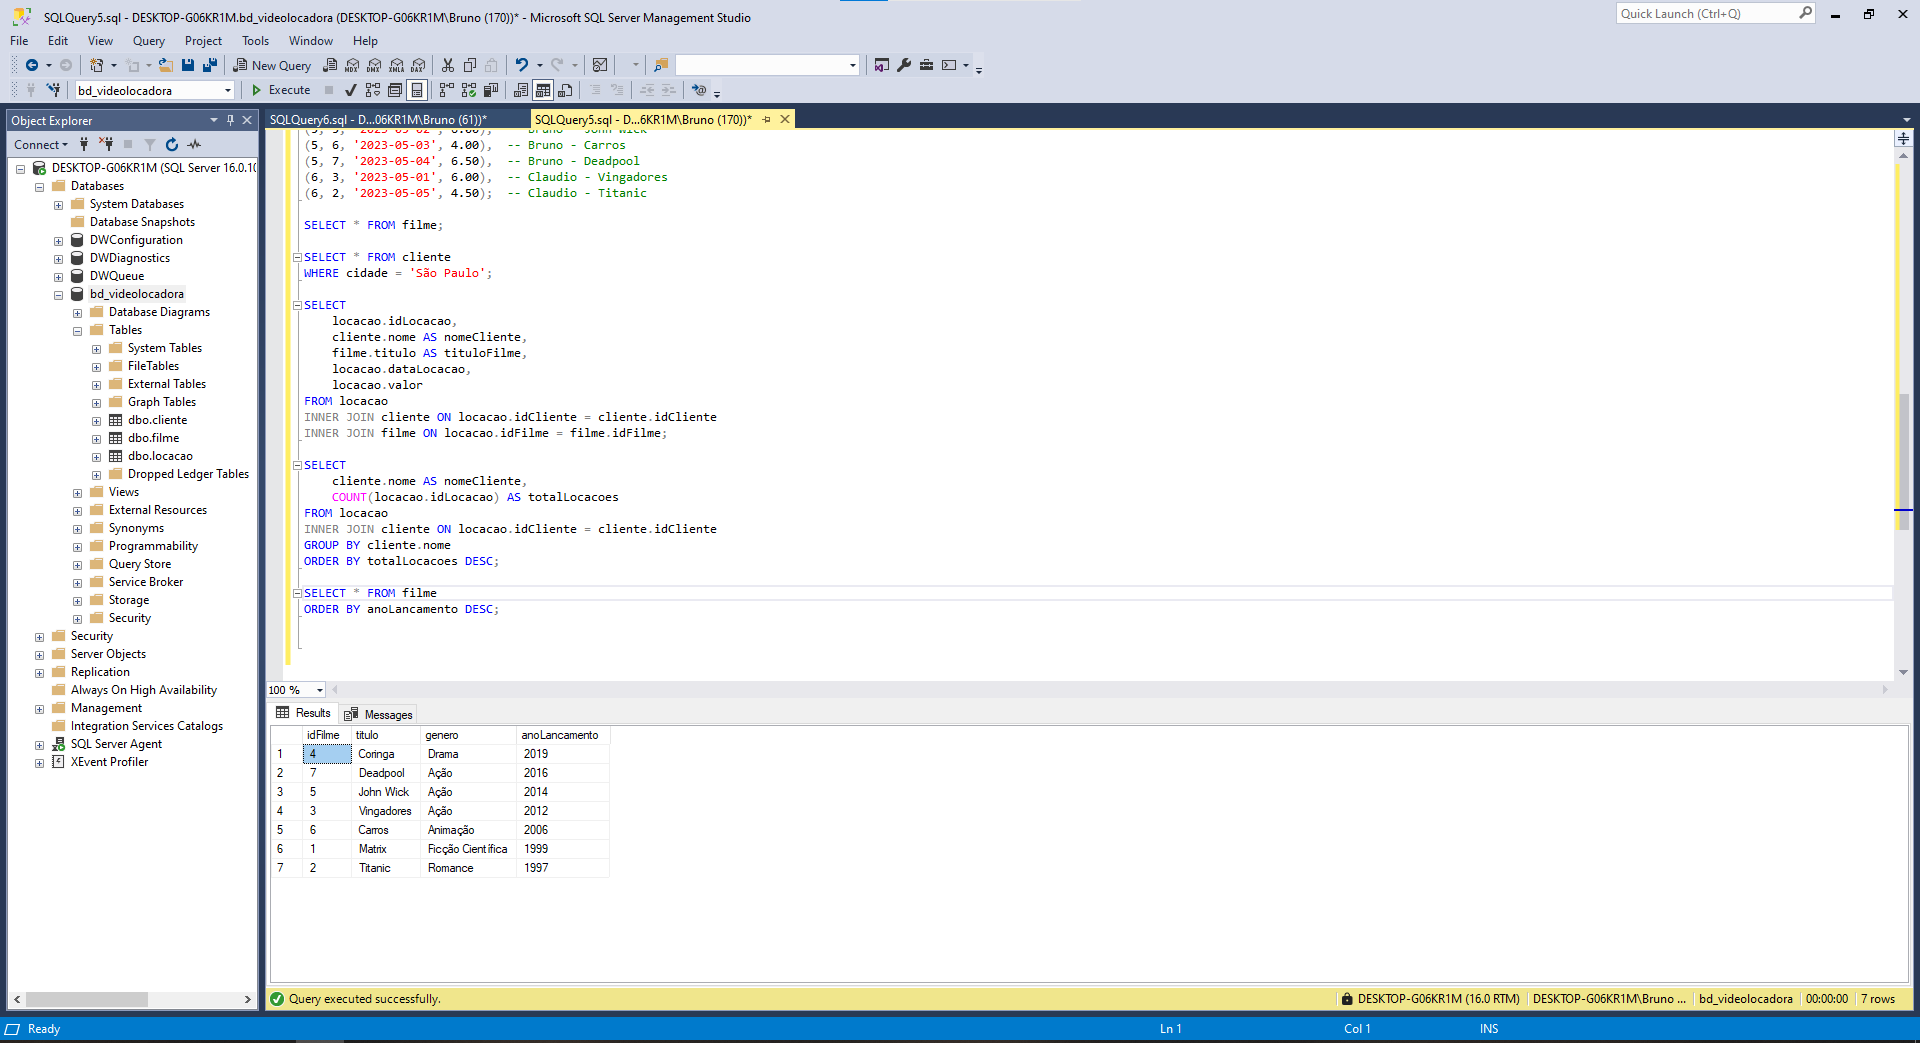 SQLQuery5.sql - DESKTOP-G06KR1M.bd_videolocadora (DESKTOP-G06KR1M\Bruno (170))* - Microsoft SQL Server Management Studio
Quick Launch (Ctrl+Q)
File Edit View Query Project Tools Window Help
New Query
MDX DMX XMLA DAX
bd_videolocadora
Execute
Object Explorer
Connect
DESKTOP-G06KR1M (SQL Server 16.0.10
Databases
System Databases
Database Snapshots
DWConfiguration
DWDiagnostics
DWQueue
bd_videolocadora
Database Diagrams
Tables
System Tables
FileTables
External Tables
Graph Tables
dbo.cliente
dbo.filme
dbo.locacao
Dropped Ledger Tables
Views
External Resources
Synonyms
Programmability
Query Store
Service Broker
Storage
Security
Security
Server Objects
Replication
Always On High Availability
Management
Integration Services Catalogs
SQL Server Agent
XEvent Profiler
SQLQuery6.sql - D...06KR1M\Bruno (61))*
SQLQuery5.sql - D...6KR1M\Bruno (170))*
(5, 5, '2023-05-02', 6.00), -- Bruno - John Wick
(5, 6, '2023-05-03', 4.00), -- Bruno - Carros
(5, 7, '2023-05-04', 6.50), -- Bruno - Deadpool
(6, 3, '2023-05-01', 6.00), -- Claudio - Vingadores
(6, 2, '2023-05-05', 4.50); -- Claudio - Titanic
SELECT * FROM filme;
SELECT * FROM cliente
WHERE cidade = 'São Paulo';
SELECT
locacao.idLocacao,
cliente.nome AS nomeCliente,
filme.titulo AS tituloFilme,
locacao.dataLocacao,
locacao.valor
FROM locacao
INNER JOIN cliente ON locacao.idCliente = cliente.idCliente
INNER JOIN filme ON locacao.idFilme = filme.idFilme;
SELECT
cliente.nome AS nomeCliente,
COUNT(locacao.idLocacao) AS totalLocacoes
FROM locacao
INNER JOIN cliente ON locacao.idCliente = cliente.idCliente
GROUP BY cliente.nome
ORDER BY totalLocacoes DESC;
SELECT * FROM filme
ORDER BY anoLancamento DESC;
100 %
Results Messages
idFilme titulo genero anoLancamento
1 4 Coringa Drama 2019
2 7 Deadpool Ação 2016
3 5 John Wick Ação 2014
4 3 Vingadores Ação 2012
5 6 Carros Animação 2006
6 1 Matrix Ficção Científica 1999
7 2 Titanic Romance 1997
Query executed successfully.
DESKTOP-G06KR1M (16.0 RTM) DESKTOP-G06KR1M\Bruno ... bd_videolocadora 00:00:00 7 rows
Ready
Ln 1 Col 1 INS